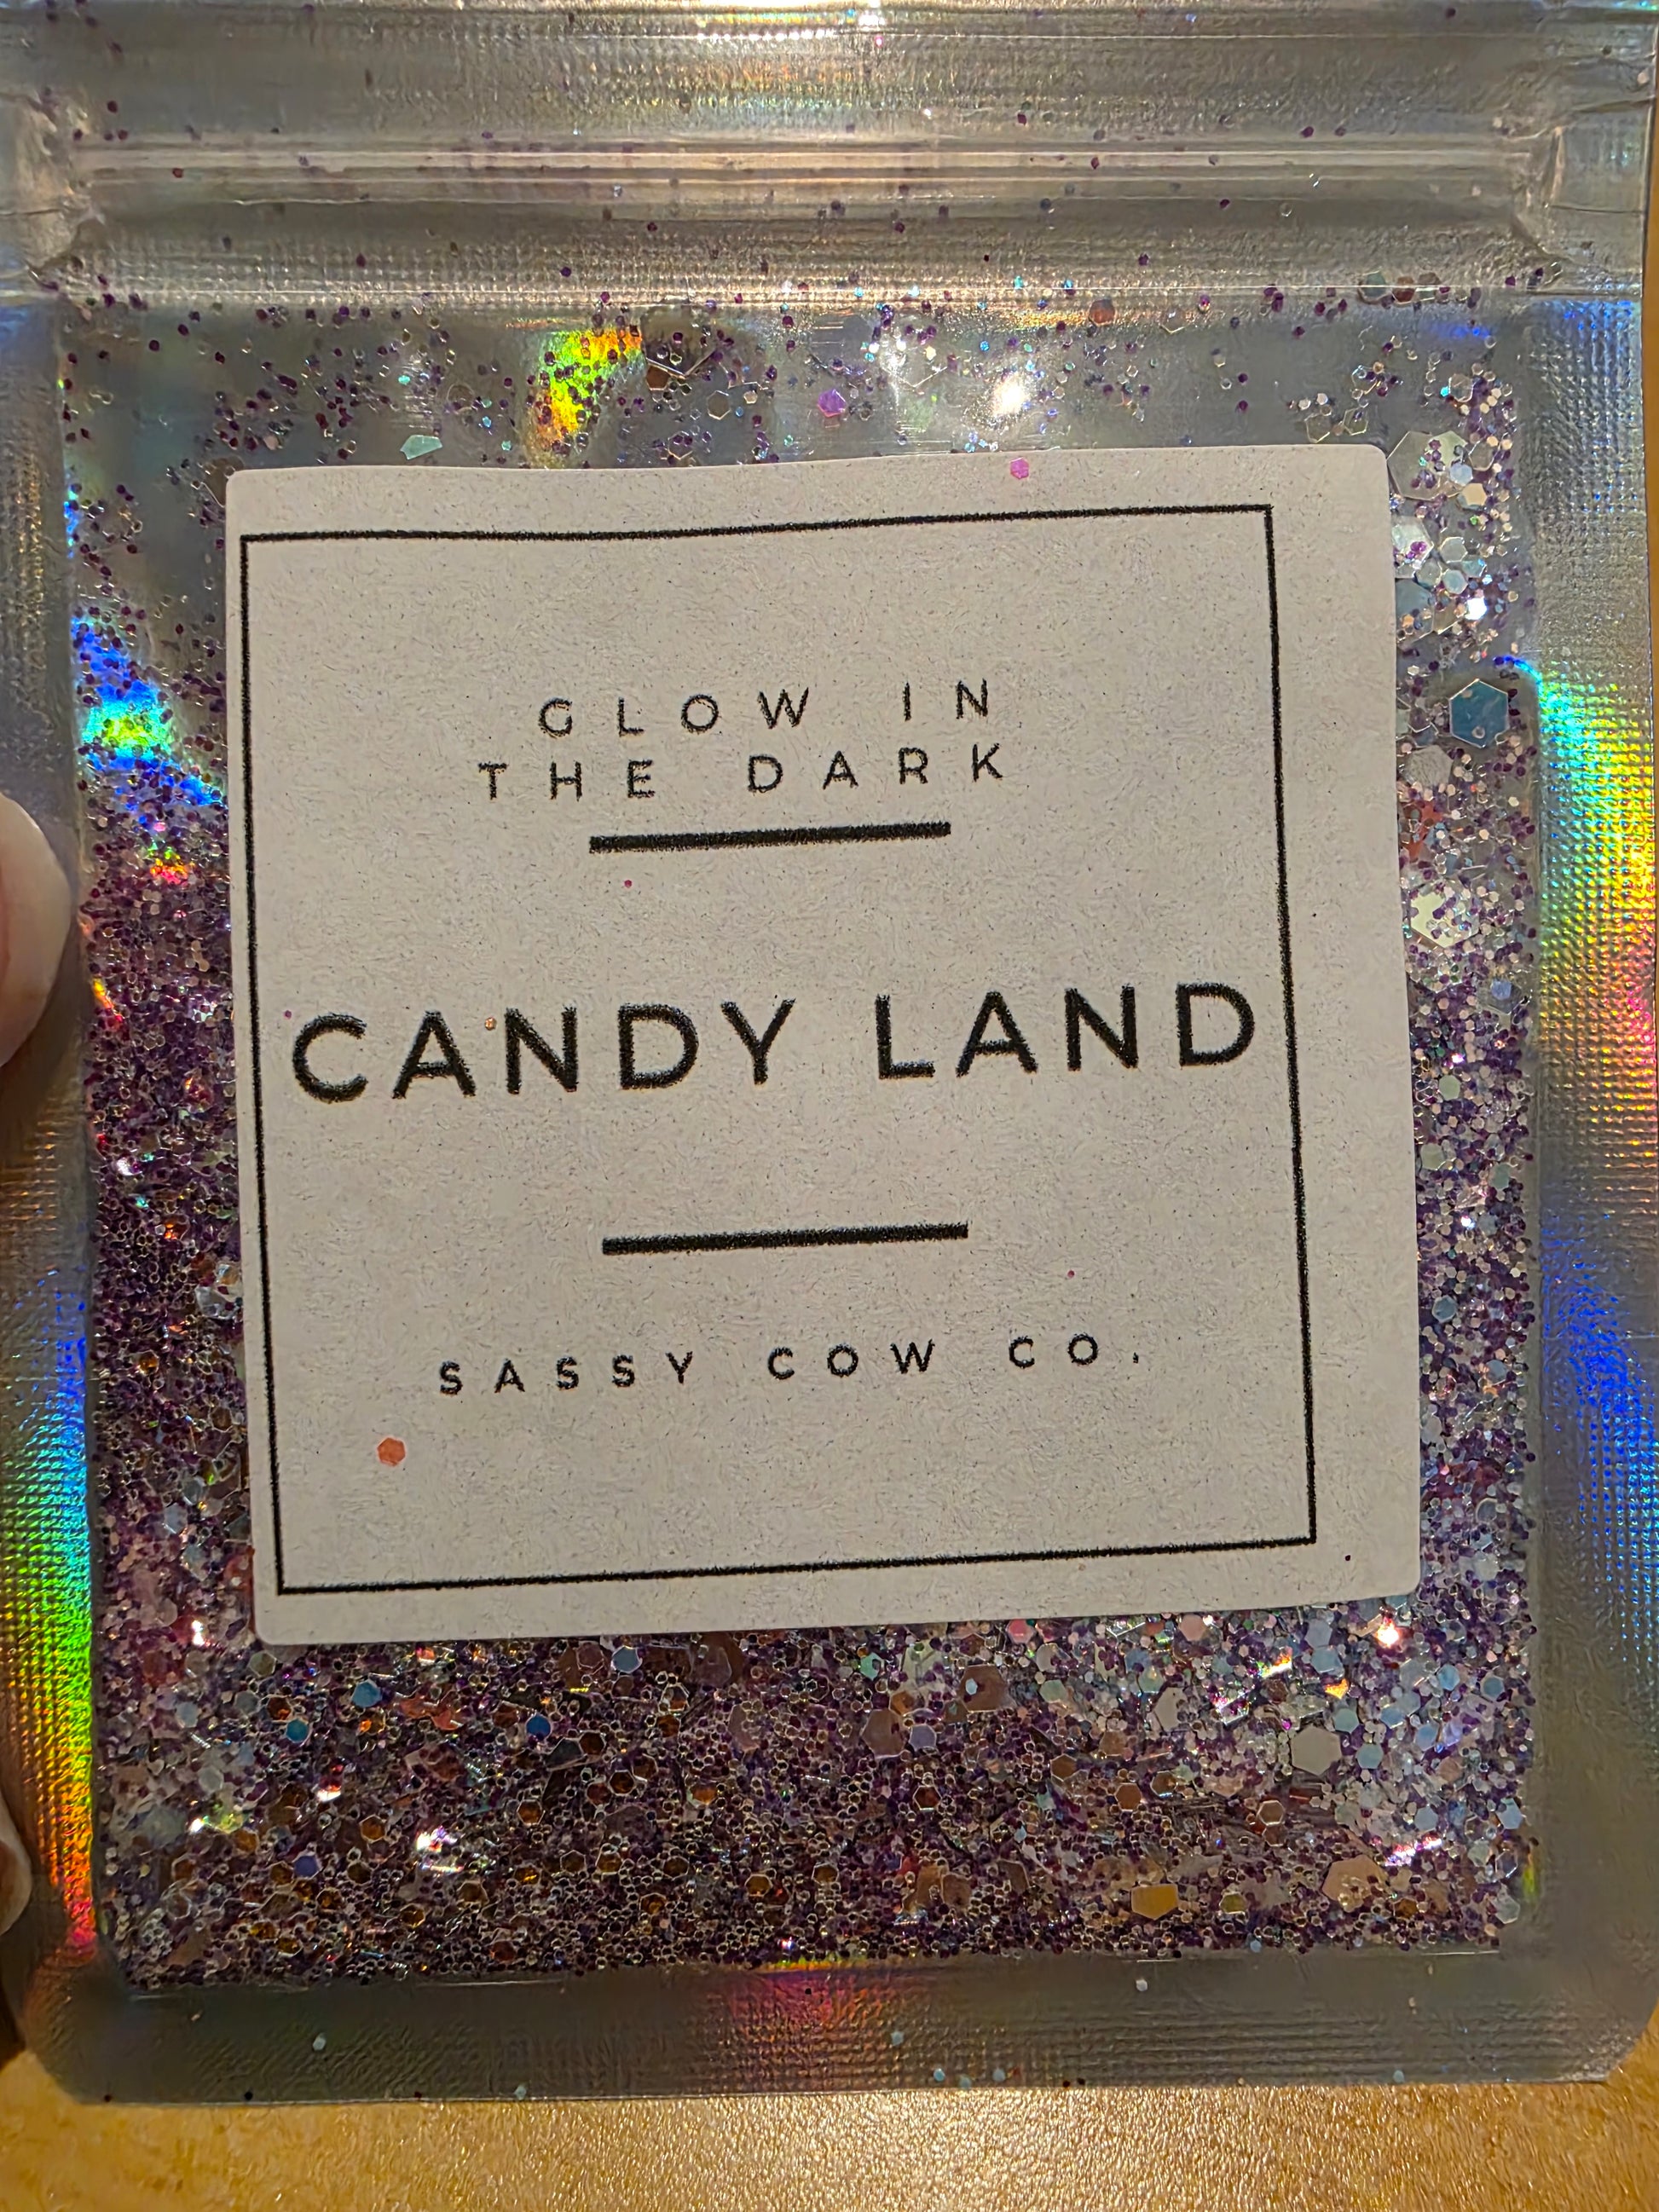 GLOW IN
THE DARK
CANDY LAND
SASSY COW CO.